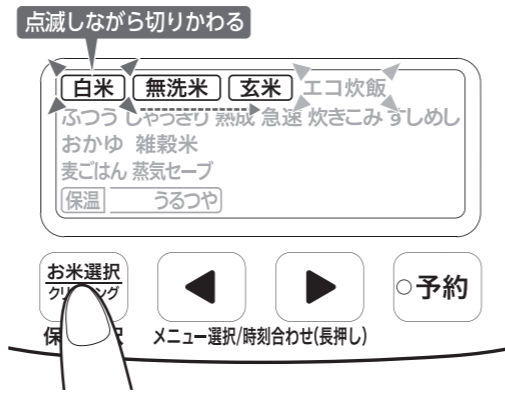 点滅しながら切りかわる
白米 無洗米 玄米 エコ炊飯
ふつう しゃっきり 熟成 急速 炊きこみ すしめし
おかゆ 雑穀米
麦ごはん 蒸気セーブ
保温 うるつや
お米選択
○予約
メニュー選択/時刻合わせ(長押し)